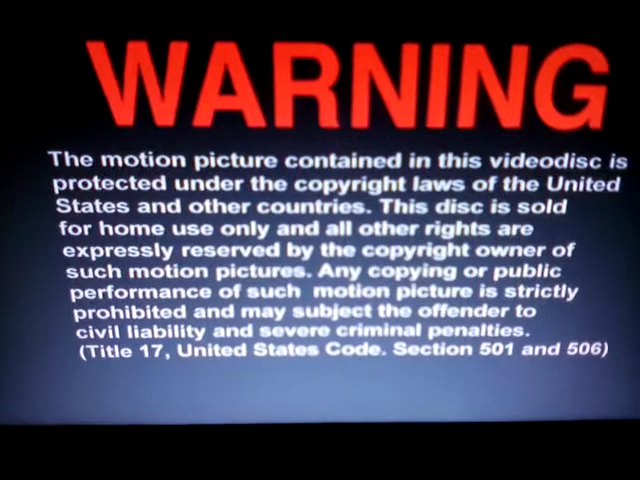 WARNING
The motion picture contained in this videodisc is
protected under the copyright laws of the United
States and other countries. This disc is sold
for home use only and all other rights are
expressly reserved by the copyright owner of
such motion pictures. Any copying or public
performance of such motion picture is strictly
prohibited and may subject the offender to
civil liability and severe criminal penalties.
(Title 17, United States Code. Section 501 and 506)